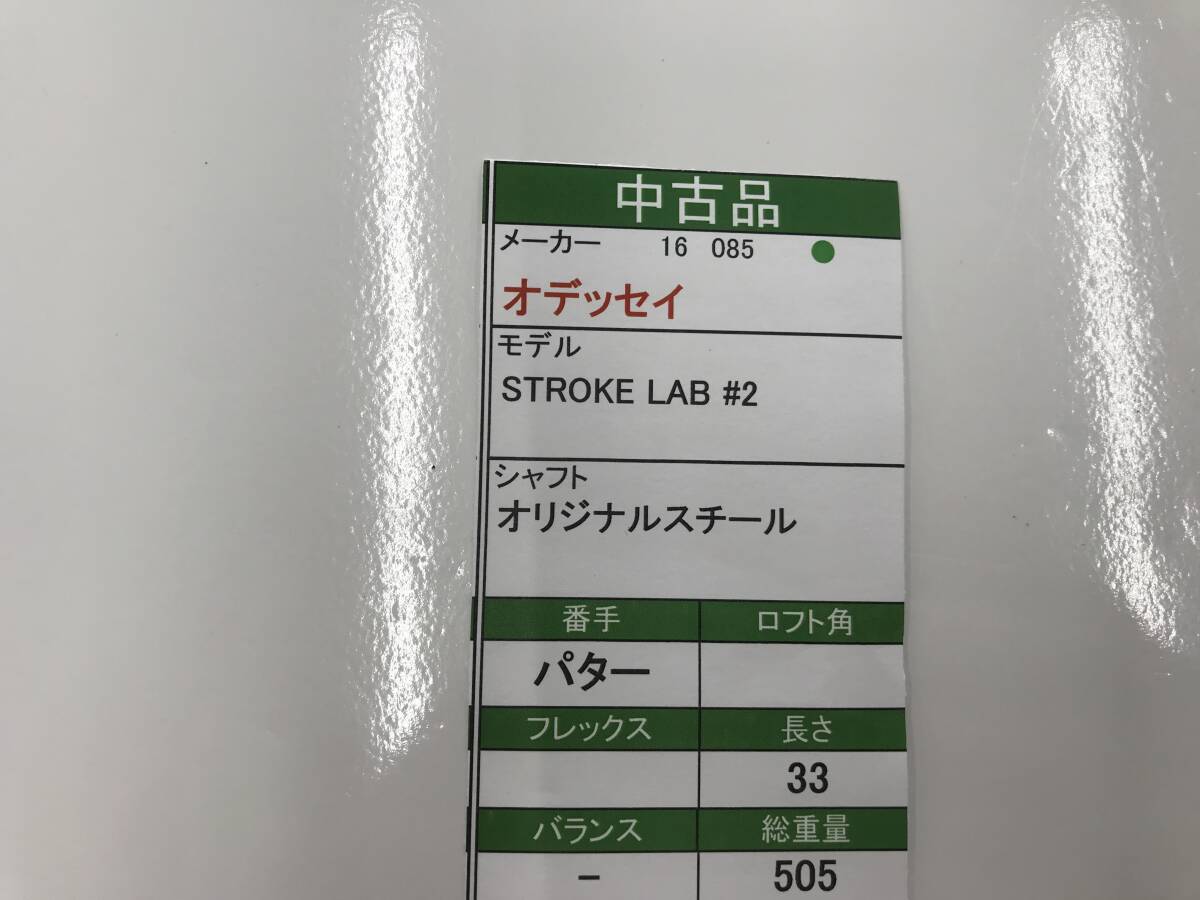 中古品
メーカー 16 085
オデッセイ
モデル
STROKE LAB #2
シャフト
オリジナルスチール
番手 ロフト角
パター
フレックス 長さ
33
バランス 総重量
- 505